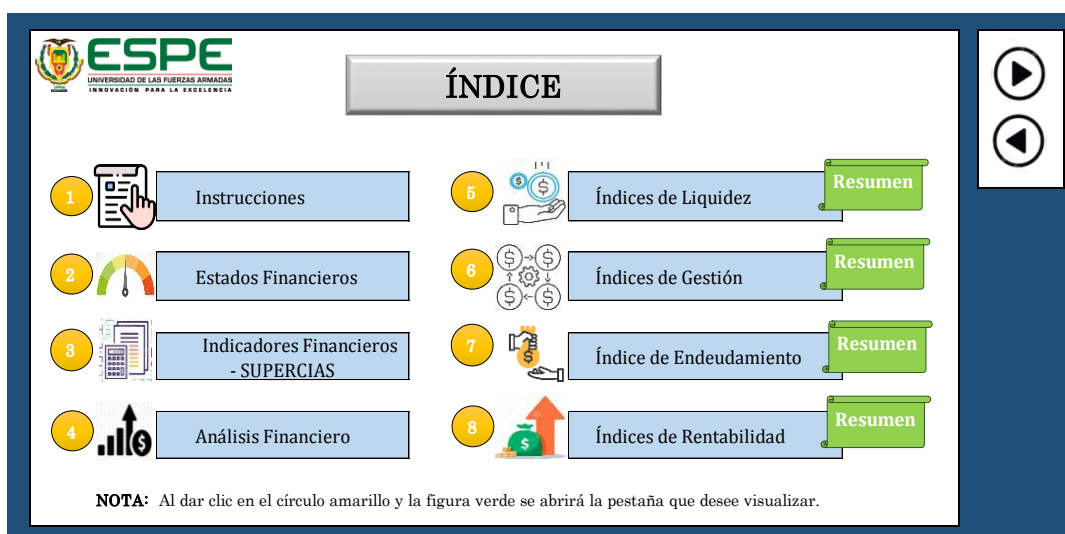 ESPE
UNIVERSIDAD DE LAS FUERZAS ARMADAS
INNOVACIÓN PARA LA EXCELENCIA
ÍNDICE
1
Instrucciones
2
Estados Financieros
3
Indicadores Financieros
- SUPERCIAS
4
Análisis Financiero
5
Índices de Liquidez
Resumen
6
Índices de Gestión
Resumen
7
Índice de Endeudamiento
Resumen
8
Índices de Rentabilidad
Resumen
NOTA: Al dar clic en el círculo amarillo y la figura verde se abrirá la pestaña que desee visualizar.